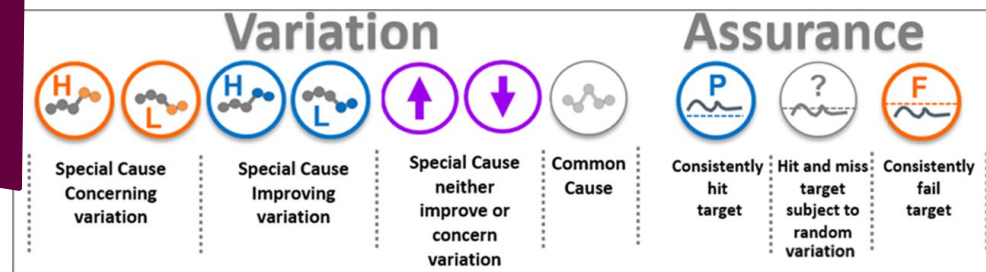 Variation
Assurance
H
L
H
L
P
?
F
Special Cause
Concerning
variation
Special Cause
Improving
variation
Special Cause
neither
improve or
concern
variation
Common
Cause
Consistently
hit
target
Hit and miss
target
subject to
random
variation
Consistently
fail
target